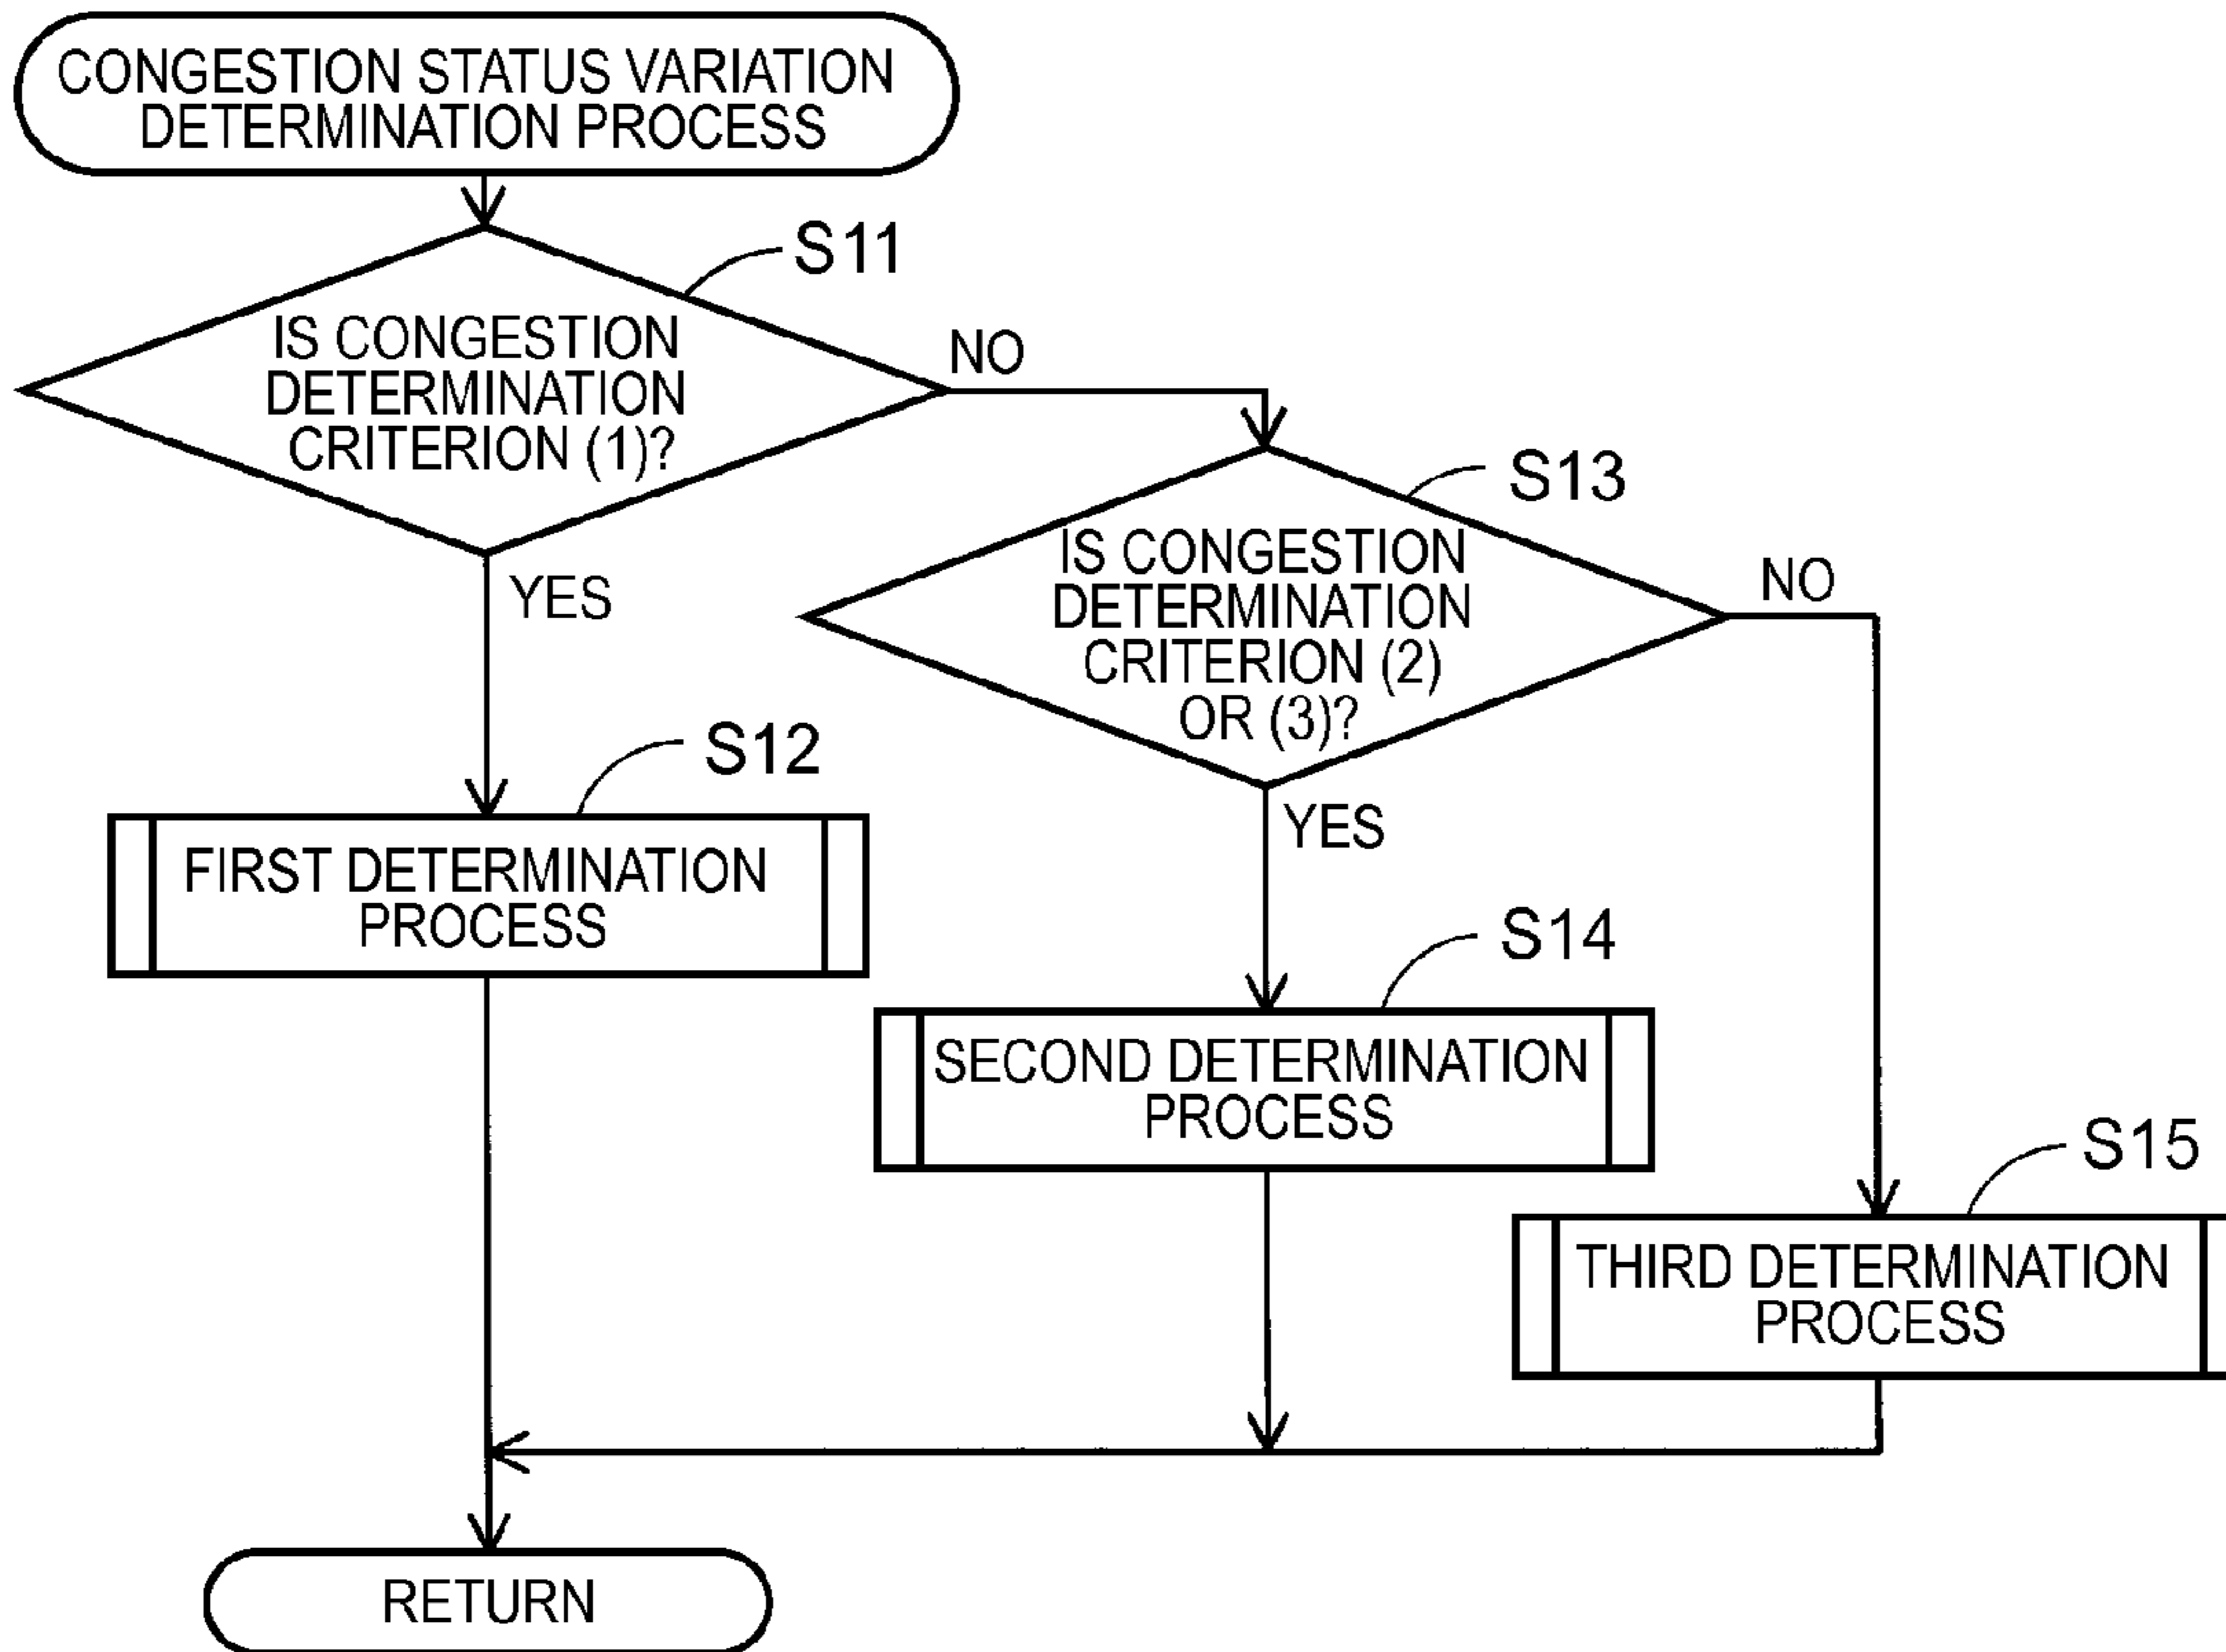 CONGESTION STATUS VARIATION
DETERMINATION PROCESS
S11
IS CONGESTION
DETERMINATION
CRITERION (1)?
NO
YES
S13
IS CONGESTION
DETERMINATION
CRITERION (2)
OR (3)?
NO
YES
S12
FIRST DETERMINATION
PROCESS
S14
SECOND DETERMINATION
PROCESS
S15
THIRD DETERMINATION
PROCESS
RETURN